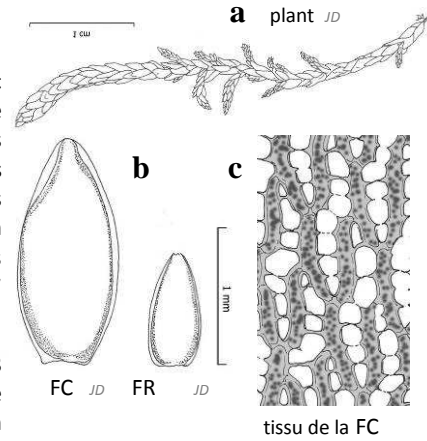 a plant JD
1 cm
b
c
1 mm
FC JD FR JD
tissu de la FC